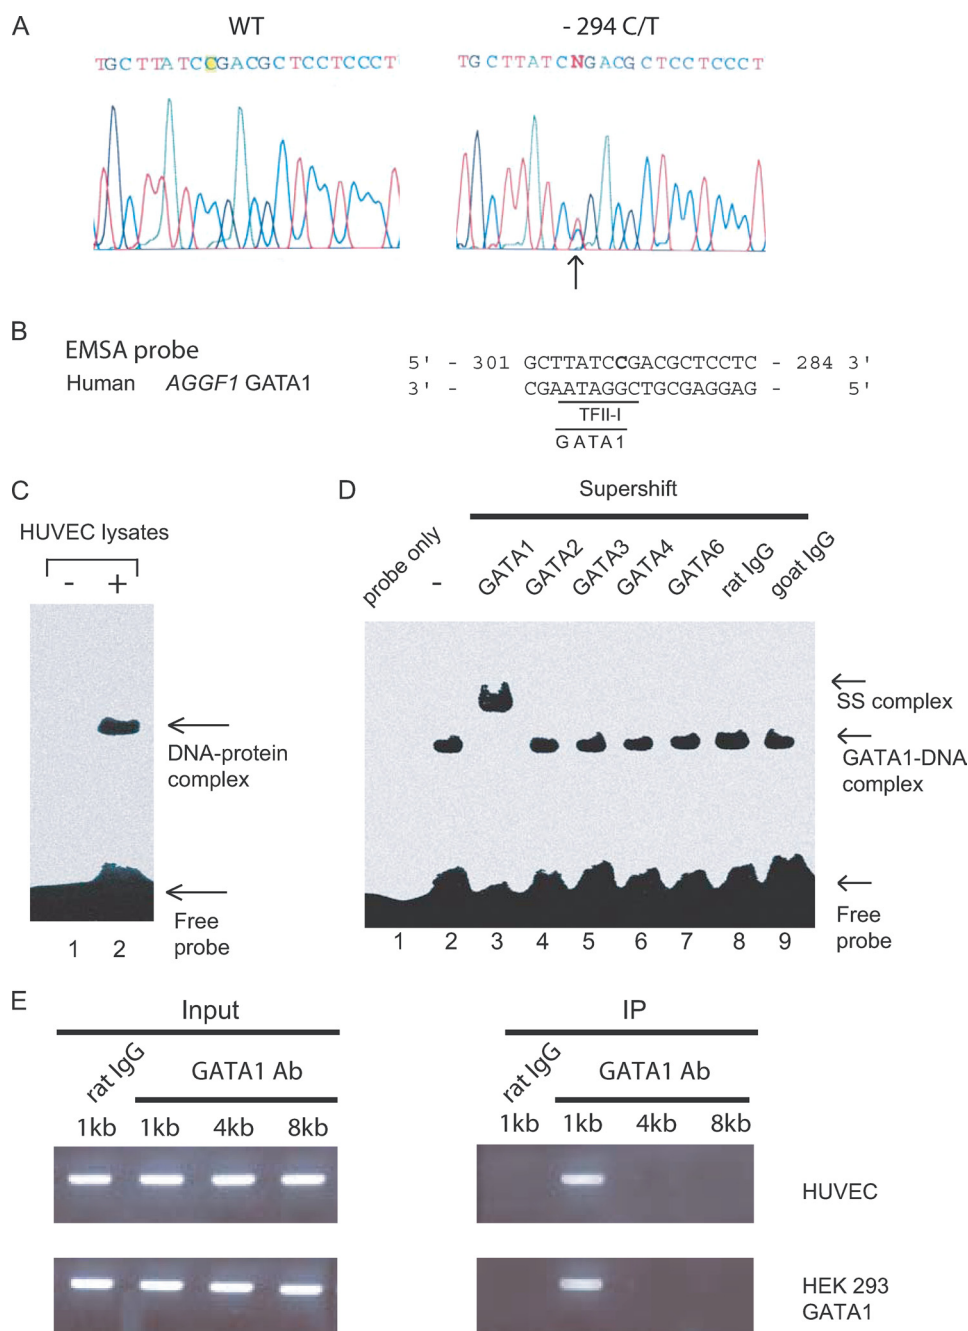 A
WT
- 294 C/T
TGCTTATCCGACGCTCCTCCCT
TGCTTATCNGACGCTCCTCCCT
B
EMSA probe
Human AGGF1 GATA1
5' - 301 GCTTATCCGACGCTCCTC - 284 3'
3' - CGAATAGGCTGCGAGGAG - 5'
TFII-I
GATA1
C
HUVEC lysates
- +
DNA-protein
complex
Free
probe
1 2
D
Supershift
probe only - GATA1 GATA2 GATA3 GATA4 GATA6 rat IgG goat IgG
SS complex
GATA1-DNA
complex
Free
probe
1 2 3 4 5 6 7 8 9
E
Input
IP
rat IgG GATA1 Ab
rat IgG GATA1 Ab
1kb 1kb 4kb 8kb
1kb 1kb 4kb 8kb
HUVEC
HEK 293
GATA1